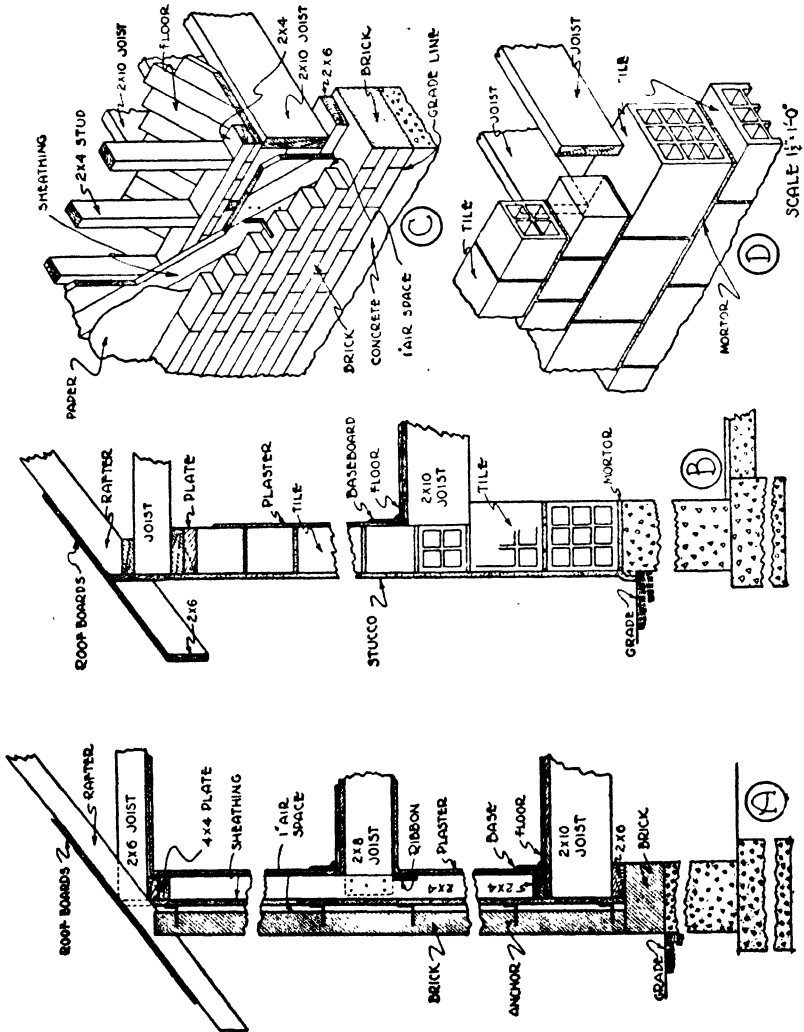 ROOF BOARDS
RAFTER
2X6 JOIST
4X4 PLATE
SHEATHING
1" AIR
SPACE
2X8
JOIST
RIBBON
PLASTER
2X4
BASE
2X4
FLOOR
2X10
JOIST
2X6
BRICK
BRICK
ANCHOR
GRADE
A
ROOF BOARDS
RAFTER
2X6
JOIST
PLATE
PLASTER
TILE
BASEBOARD
FLOOR
STUCCO
2X10
JOIST
TILE
MORTOR
GRADE
B
SHEATHING
2X4 STUD
2X10 JOIST
FLOOR
PAPER
2X4
2X10 JOIST
2X6
BRICK
BRICK
CONCRETE
1" AIR SPACE
GRADE LINE
C
TILE
JOIST
JOIST
TILE
MORTOR
D
SCALE 1½"=1'-0"